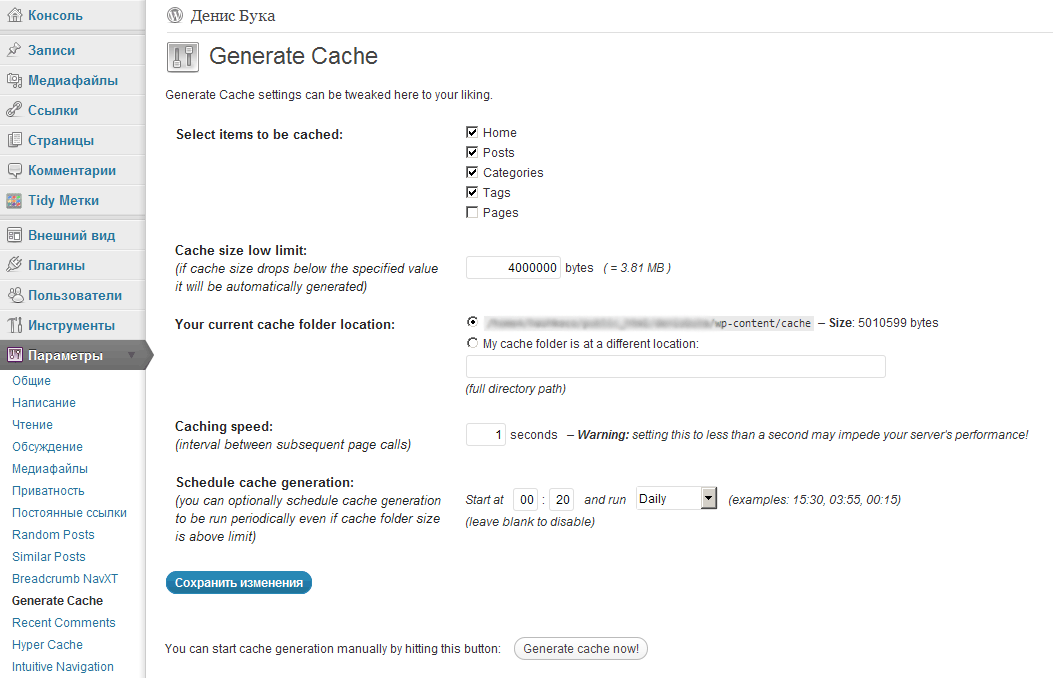 Консоль
Записи
Медиафайлы
Ссылки
Страницы
Комментарии
Tidy Метки
Внешний вид
Плагины
Пользователи
Инструменты
Параметры
Общие
Написание
Чтение
Обсуждение
Медиафайлы
Приватность
Постоянные ссылки
Random Posts
Similar Posts
Breadcrumb NavXT
Generate Cache
Recent Comments
Hyper Cache
Intuitive Navigation
Денис Бука
Generate Cache
Generate Cache settings can be tweaked here to your liking.
Select items to be cached:
Home
Posts
Categories
Tags
Pages
Cache size low limit:
(if cache size drops below the specified value
it will be automatically generated)
4000000 bytes ( = 3.81 MB )
Your current cache folder location:
/wp-content/cache – Size: 5010599 bytes
My cache folder is at a different location:
(full directory path)
Caching speed:
(interval between subsequent page calls)
1 seconds – Warning: setting this to less than a second may impede your server's performance!
Schedule cache generation:
(you can optionally schedule cache generation
to be run periodically even if cache folder size
is above limit)
Start at 00 : 20 and run Daily (examples: 15:30, 03:55, 00:15)
(leave blank to disable)
Сохранить изменения
You can start cache generation manually by hitting this button: Generate cache now!